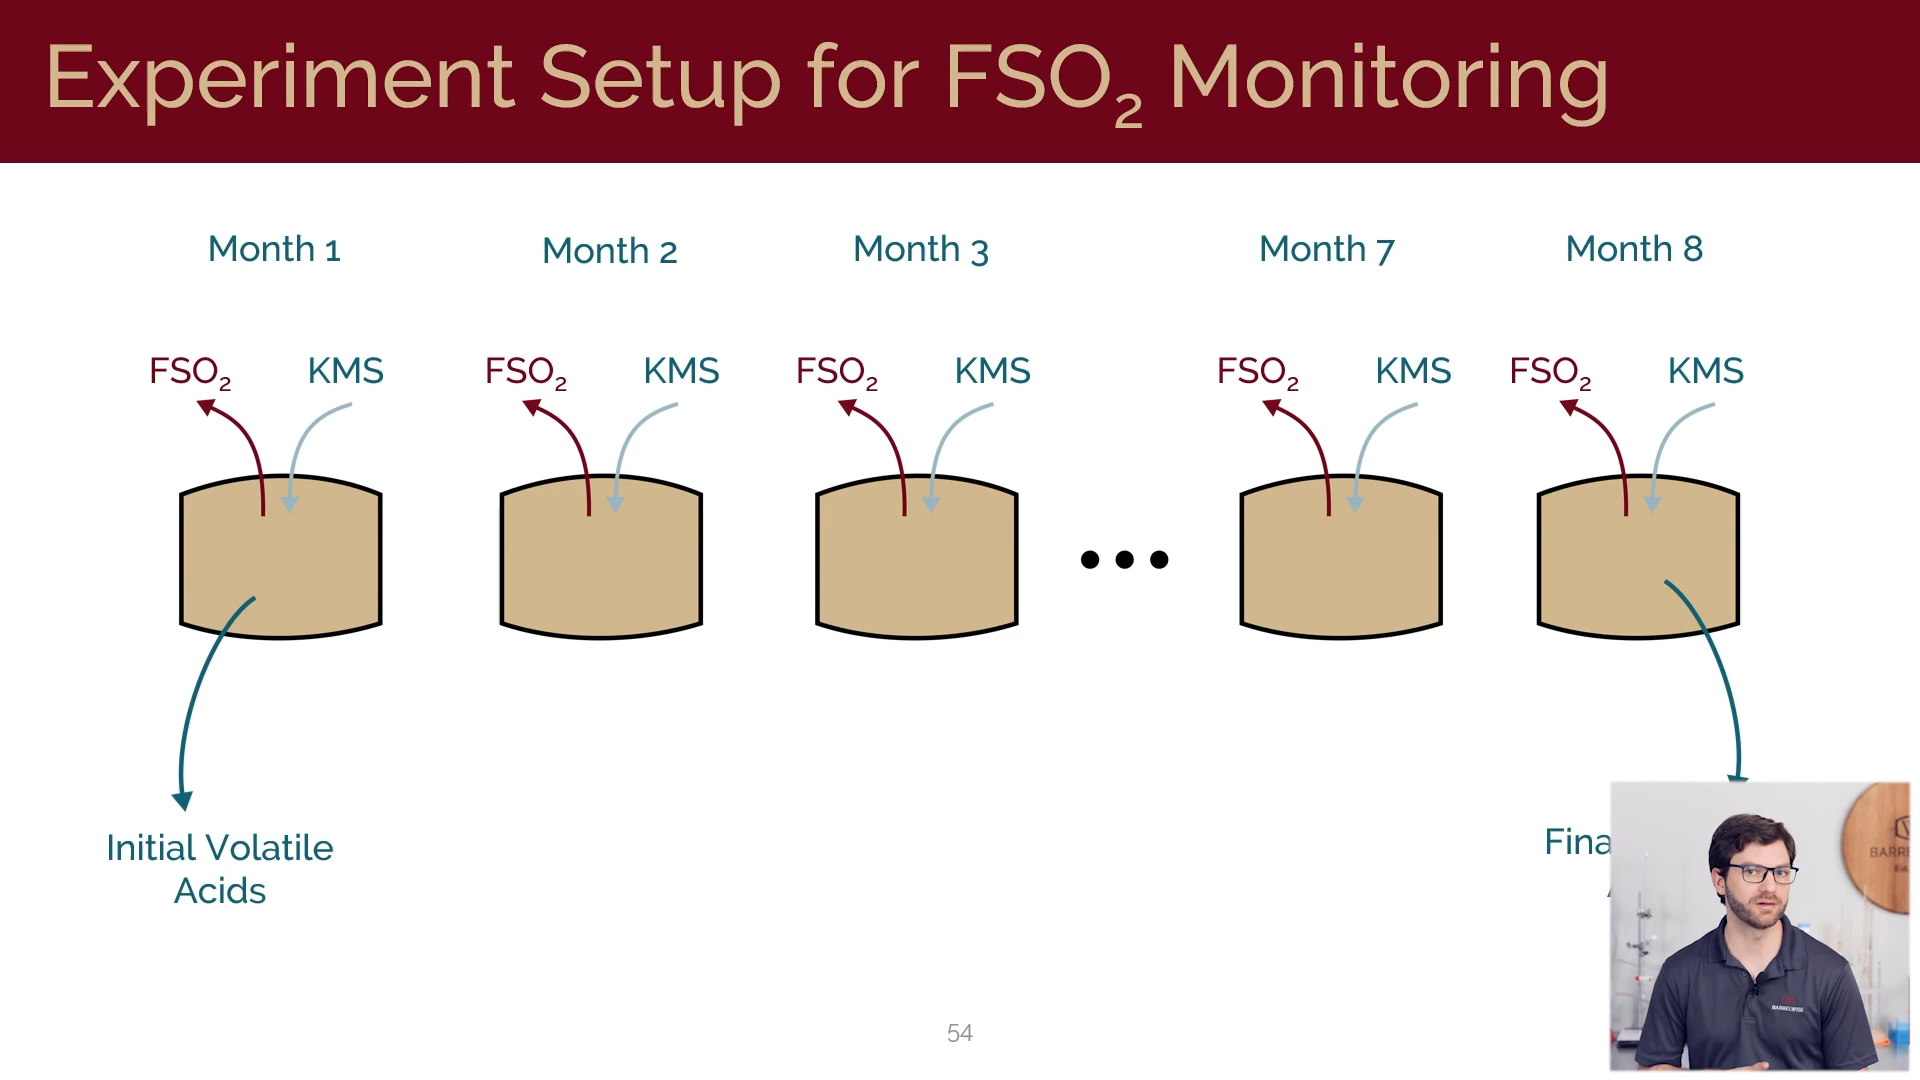 Experiment Setup for FSO₂ Monitoring
Month 1
Month 2
Month 3
Month 7
Month 8
FSO₂ KMS
FSO₂ KMS
FSO₂ KMS
FSO₂ KMS
FSO₂ KMS
Initial Volatile
Acids
54
BARRELWISE